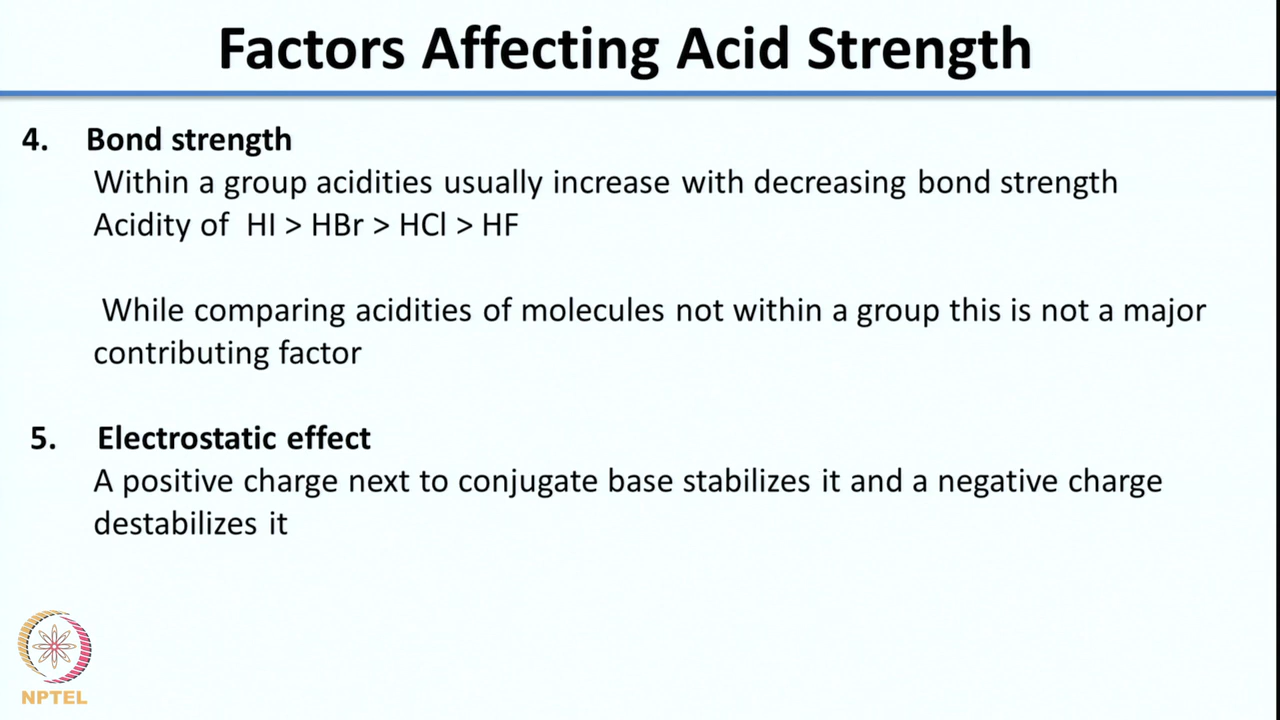 Factors Affecting Acid Strength
4. Bond strength
Within a group acidities usually increase with decreasing bond strength
Acidity of HI > HBr > HCl > HF
While comparing acidities of molecules not within a group this is not a major
contributing factor
5. Electrostatic effect
A positive charge next to conjugate base stabilizes it and a negative charge
destabilizes it
NPTEL